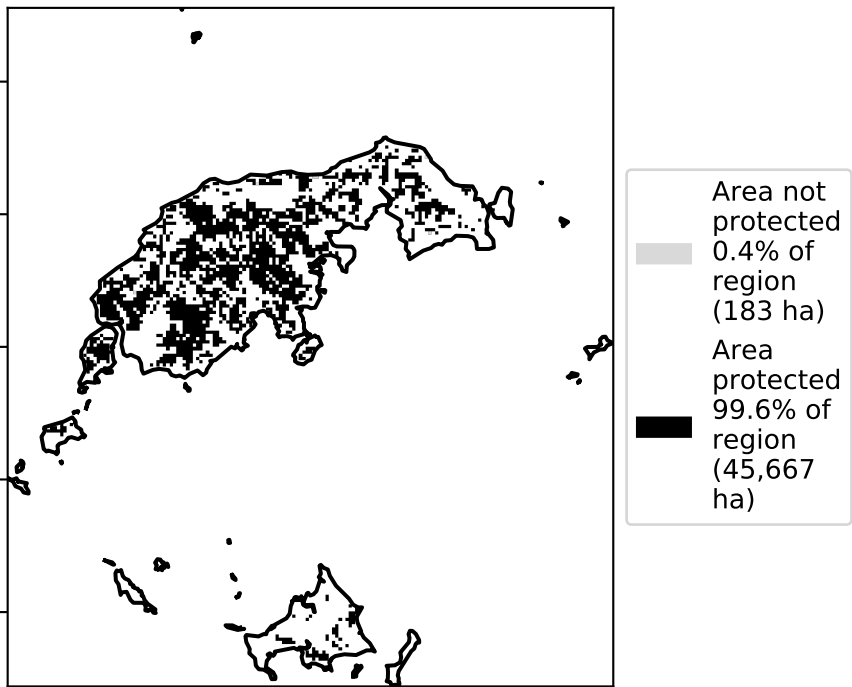 Area not
protected
0.4% of
region
(183 ha)
Area
protected
99.6% of
region
(45,667
ha)